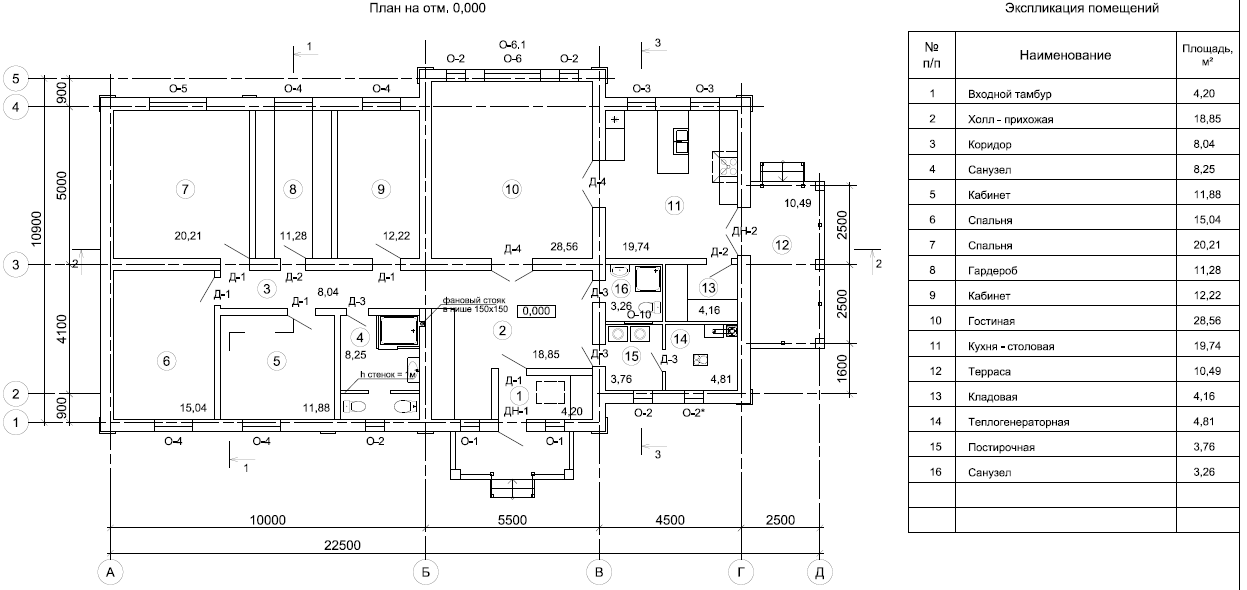 План на отм. 0,000
Экспликация помещений
№ п/п Наименование Площадь, м²
1 Входной тамбур 4,20
2 Холл - прихожая 18,85
3 Коридор 8,04
4 Санузел 8,25
5 Кабинет 11,88
6 Спальня 15,04
7 Спальня 20,21
8 Гардероб 11,28
9 Кабинет 12,22
10 Гостиная 28,56
11 Кухня - столовая 19,74
12 Терраса 10,49
13 Кладовая 4,16
14 Теплогенераторная 4,81
15 Постирочная 3,76
16 Санузел 3,26
1 3
О-6.1
О-2 О-6 О-2
5
4
900
О-5 О-4 О-4 О-3 О-3
7 8 9 10 11 12
Д-4
10,49
5000
10900
2500
ДН-2
20,21 11,28 12,22 28,56 19,74
Д-4 Д-2
3
2 2
Д-1 Д-2 Д-1
3 8,04
Д-1 Д-1 Д-3
фановый стояк
в нише 150х150
0,000
Д-3
16 13
3,26 4,16
О-10
2500
4100
4 2 14
8,25 18,85
Д-3 15 Д-3
6 5
h стенок = 1м
3,76 4,81
1600
Д-1
1
2
900
15,04 11,88
ДН-1 4,20
О-2 О-2*
1
О-4 О-4 О-2 О-1 О-1
1 3
10000 5500 4500 2500
22500
А Б В Г Д